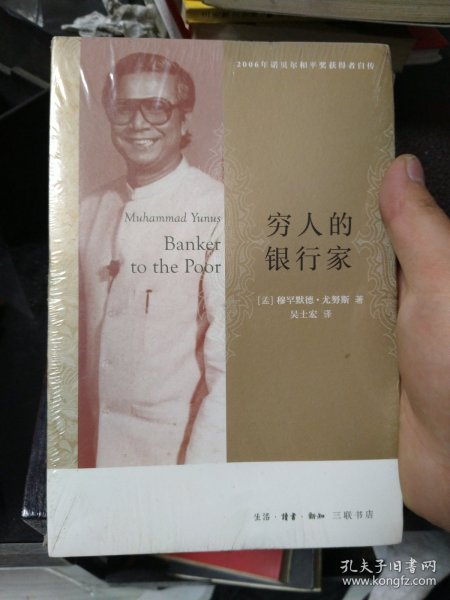 2006年诺贝尔和平奖获得者自传
Muhammad Yunus
Banker
to the Poor
穷人的
银行家
[孟] 穆罕默德·尤努斯 著
吴士宏 译
生活·讀書·新知 三联书店
孔夫子旧书网
www.kongfz.com